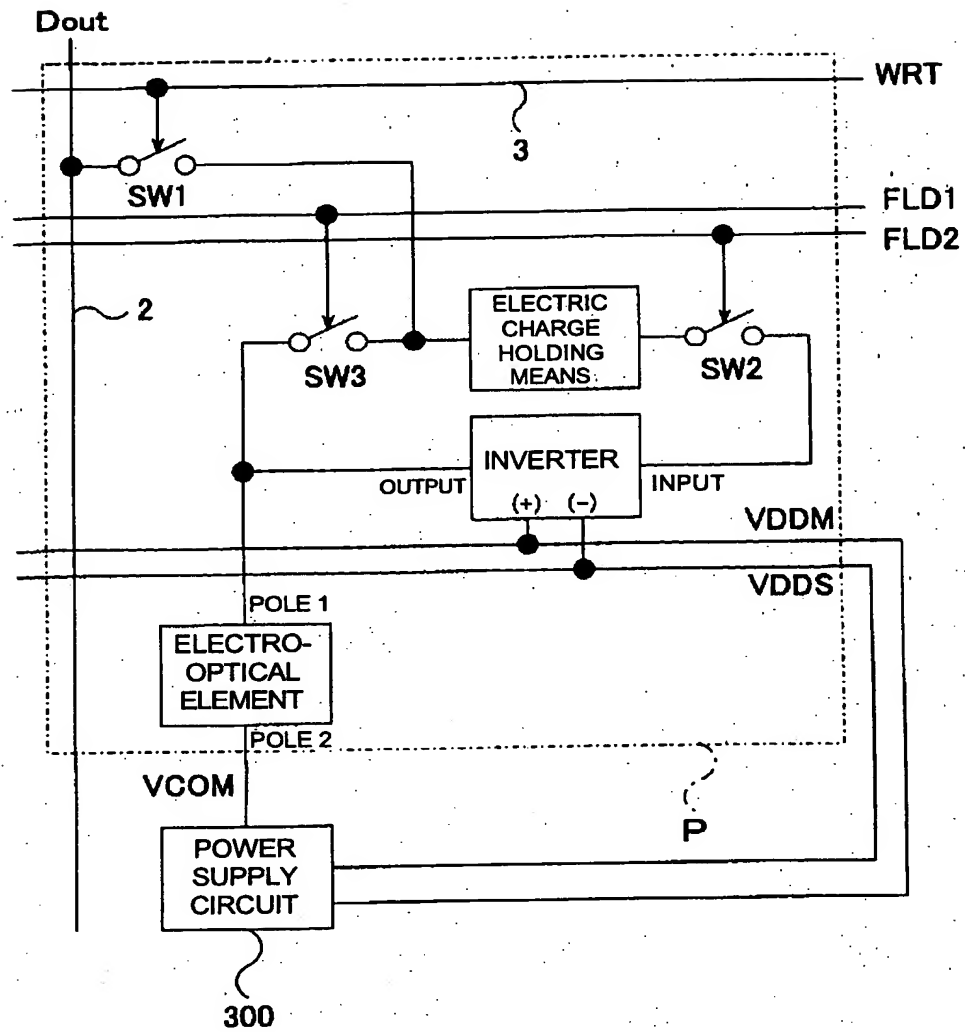 Dout
WRT
3
SW1
FLD1
FLD2
2
ELECTRIC
CHARGE
HOLDING
MEANS
SW3
SW2
INVERTER
OUTPUT
INPUT
(+) (-)
VDDM
VDDS
POLE 1
ELECTRO-
OPTICAL
ELEMENT
POLE 2
VCOM
P
POWER
SUPPLY
CIRCUIT
300